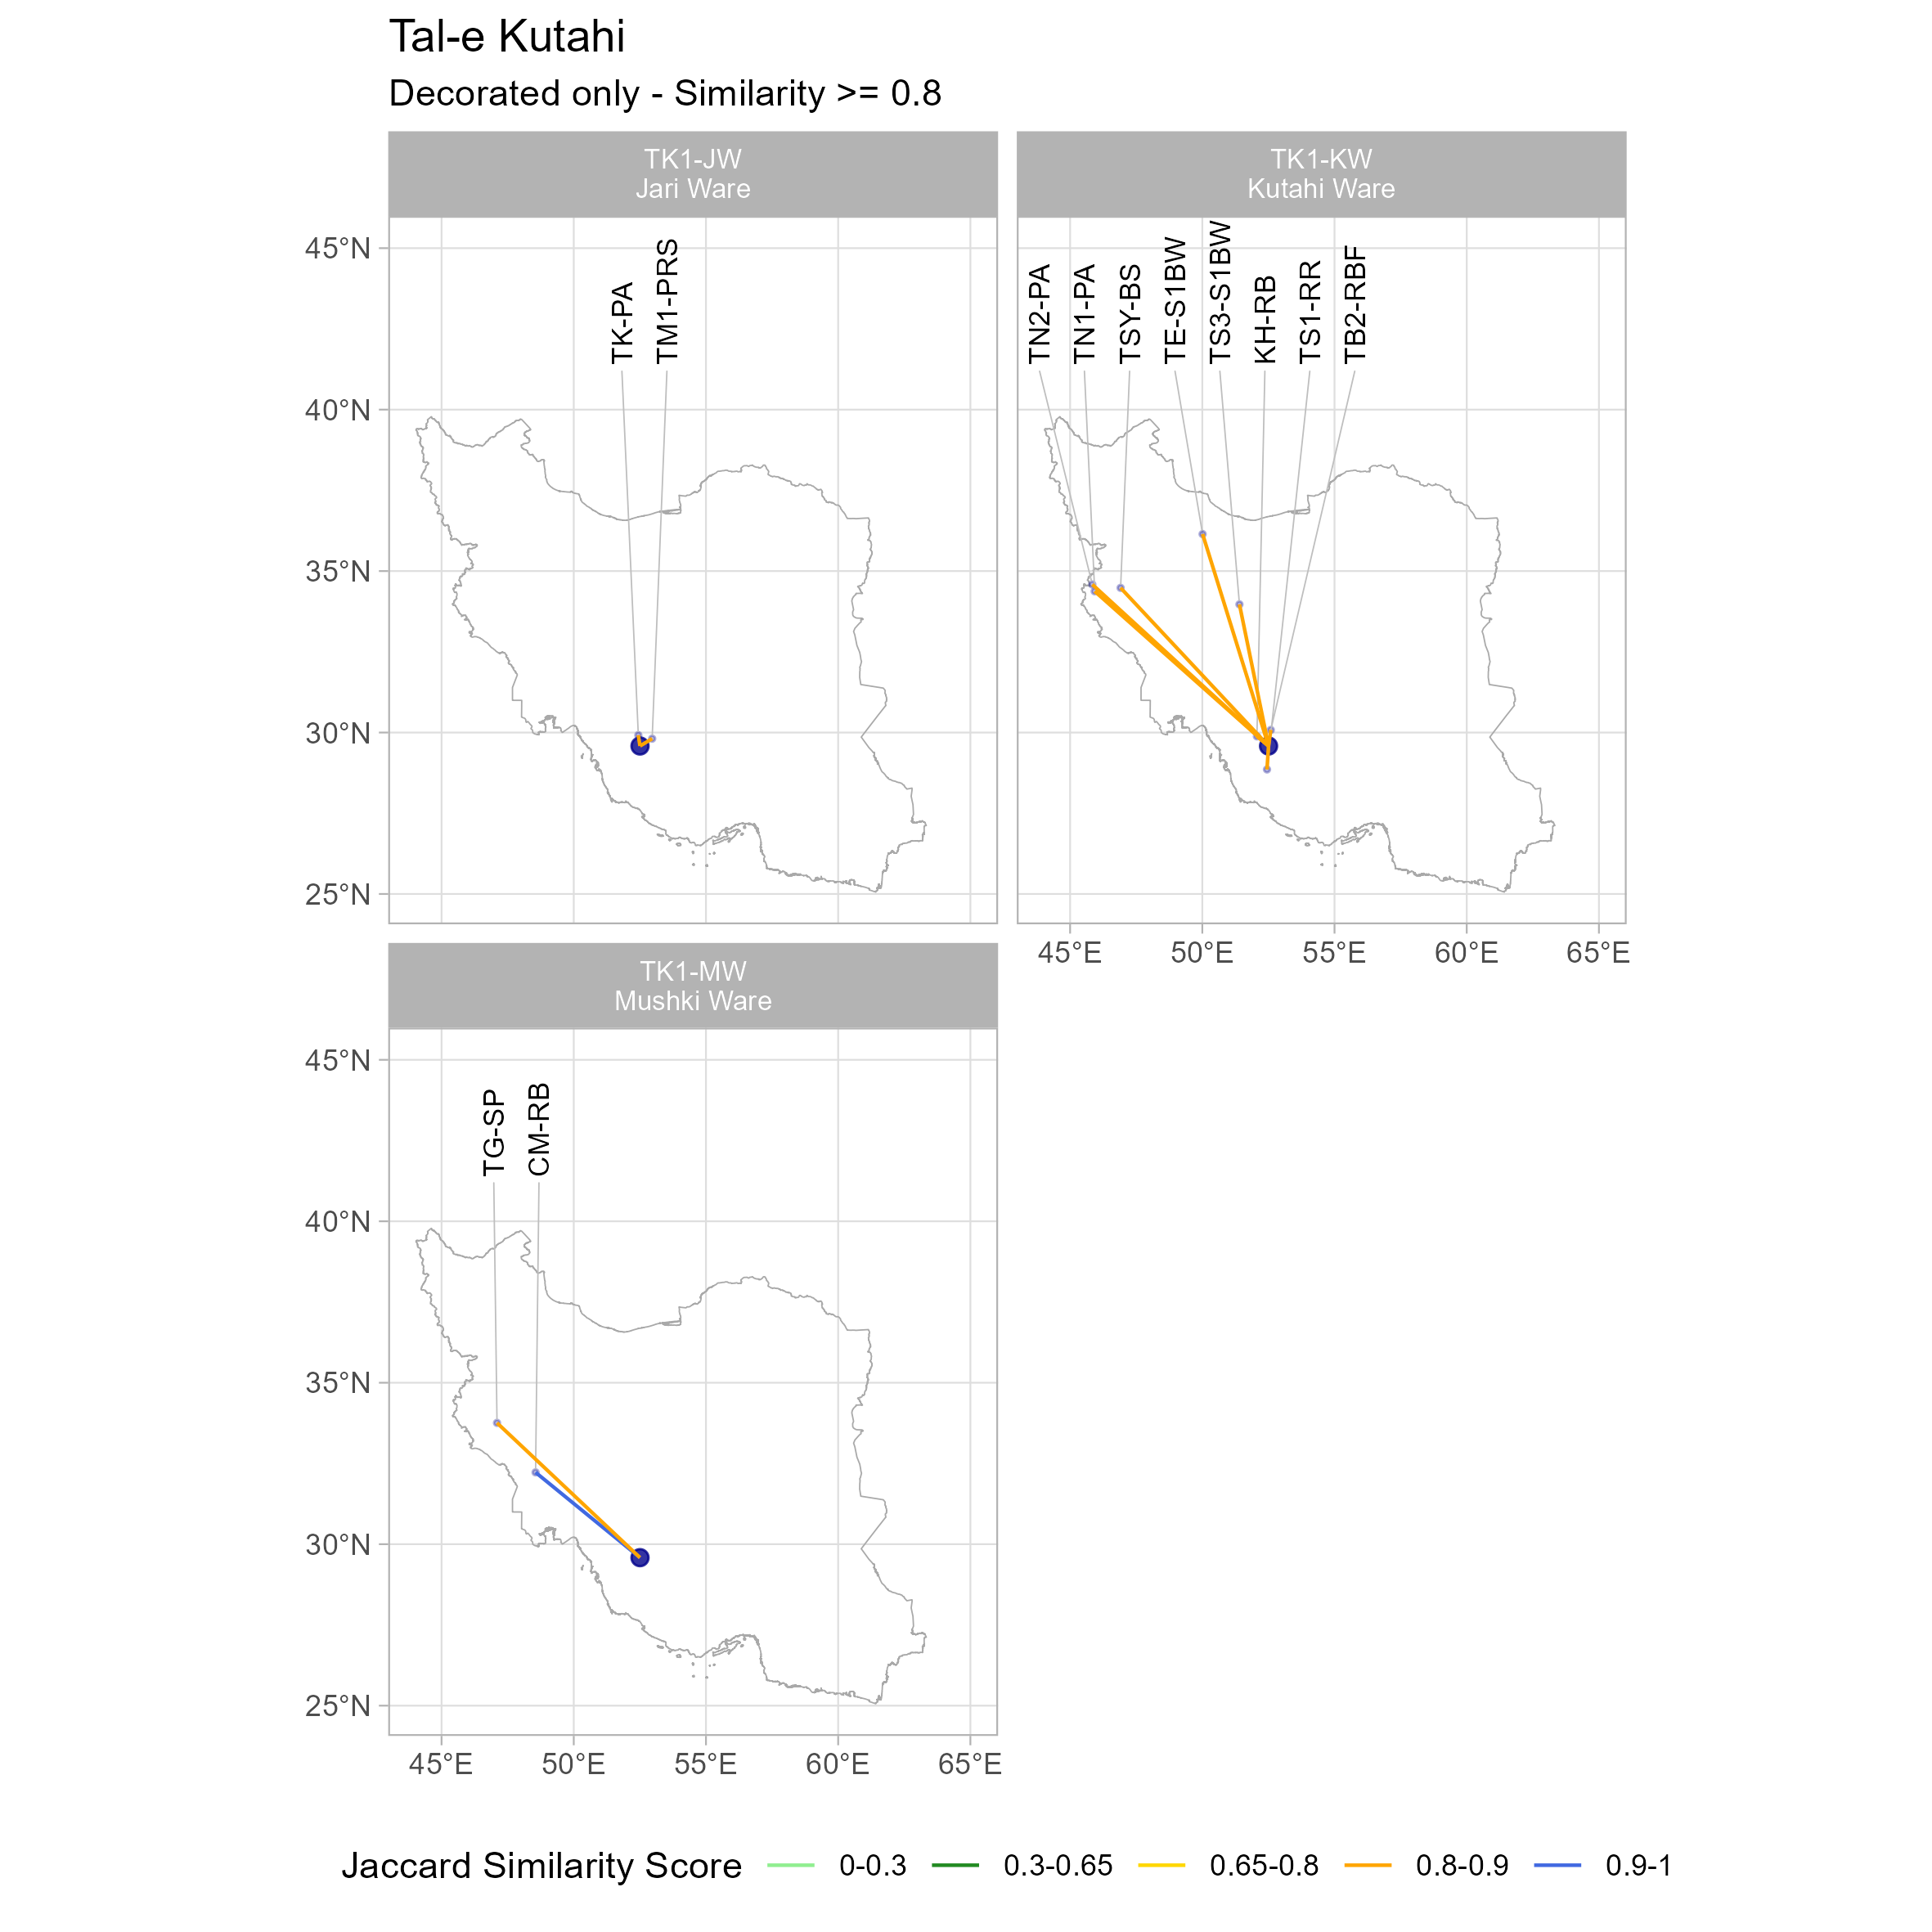 Tal-e Kutahi
Decorated only - Similarity >= 0.8
TK1-JW
Jari Ware
TK1-KW
Kutahi Ware
45°N
40°N
35°N
30°N
25°N
TK-PA
TM1-PRS
TN2-PA
TN1-PA
TSY-BS
TE-S1BW
TS3-S1BW
KH-RB
TS1-RR
TB2-RBF
45°E
50°E
55°E
60°E
65°E
TK1-MW
Mushki Ware
45°N
40°N
35°N
30°N
25°N
TG-SP
CM-RB
45°E
50°E
55°E
60°E
65°E
Jaccard Similarity Score 0-0.3 0.3-0.65 0.65-0.8 0.8-0.9 0.9-1